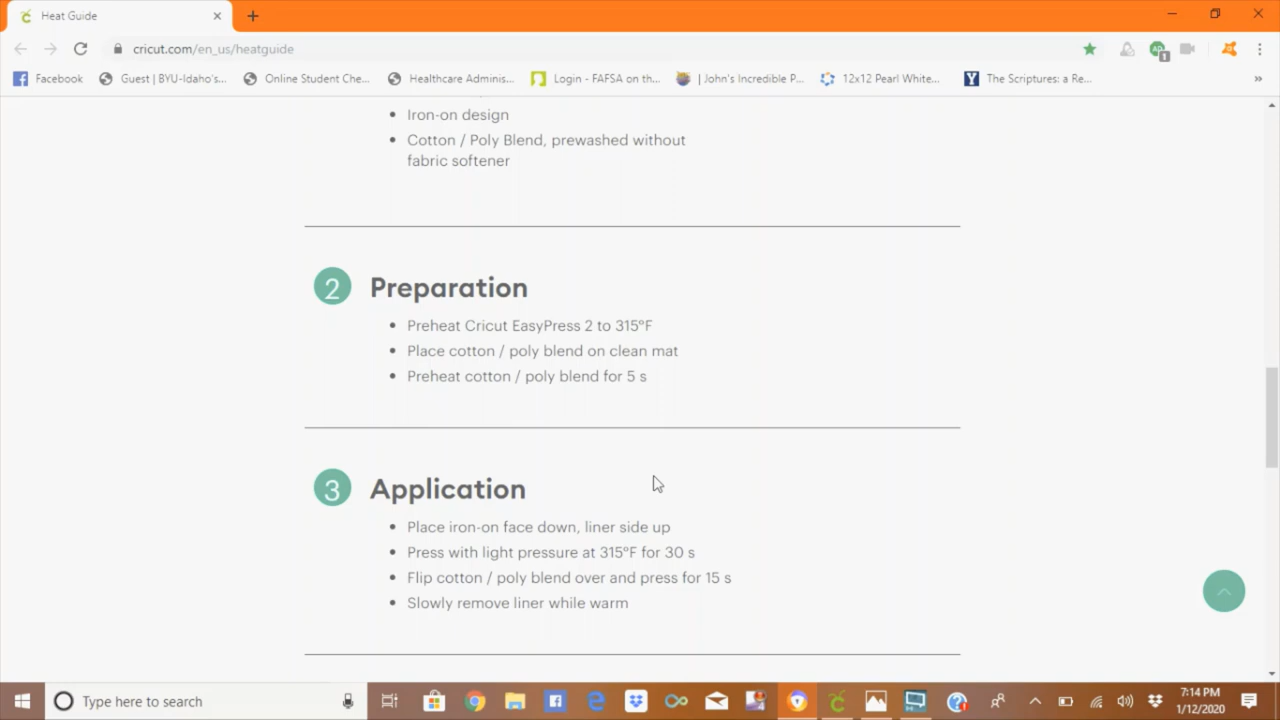 Heat Guide
cricut.com/en_us/heatguide
Facebook
Guest | BYU-Idaho's...
Online Student Che...
Healthcare Adminis...
Login - FAFSA on th...
| John's Incredible P...
12x12 Pearl White...
The Scriptures: a Re...
»
Iron-on design
Cotton / Poly Blend, prewashed without
fabric softener
2 Preparation
Preheat Cricut EasyPress 2 to 315°F
Place cotton / poly blend on clean mat
Preheat cotton / poly blend for 5 s
3 Application
Place iron-on face down, liner side up
Press with light pressure at 315°F for 30 s
Flip cotton / poly blend over and press for 15 s
Slowly remove liner while warm
Type here to search
7:14 PM
1/12/2020